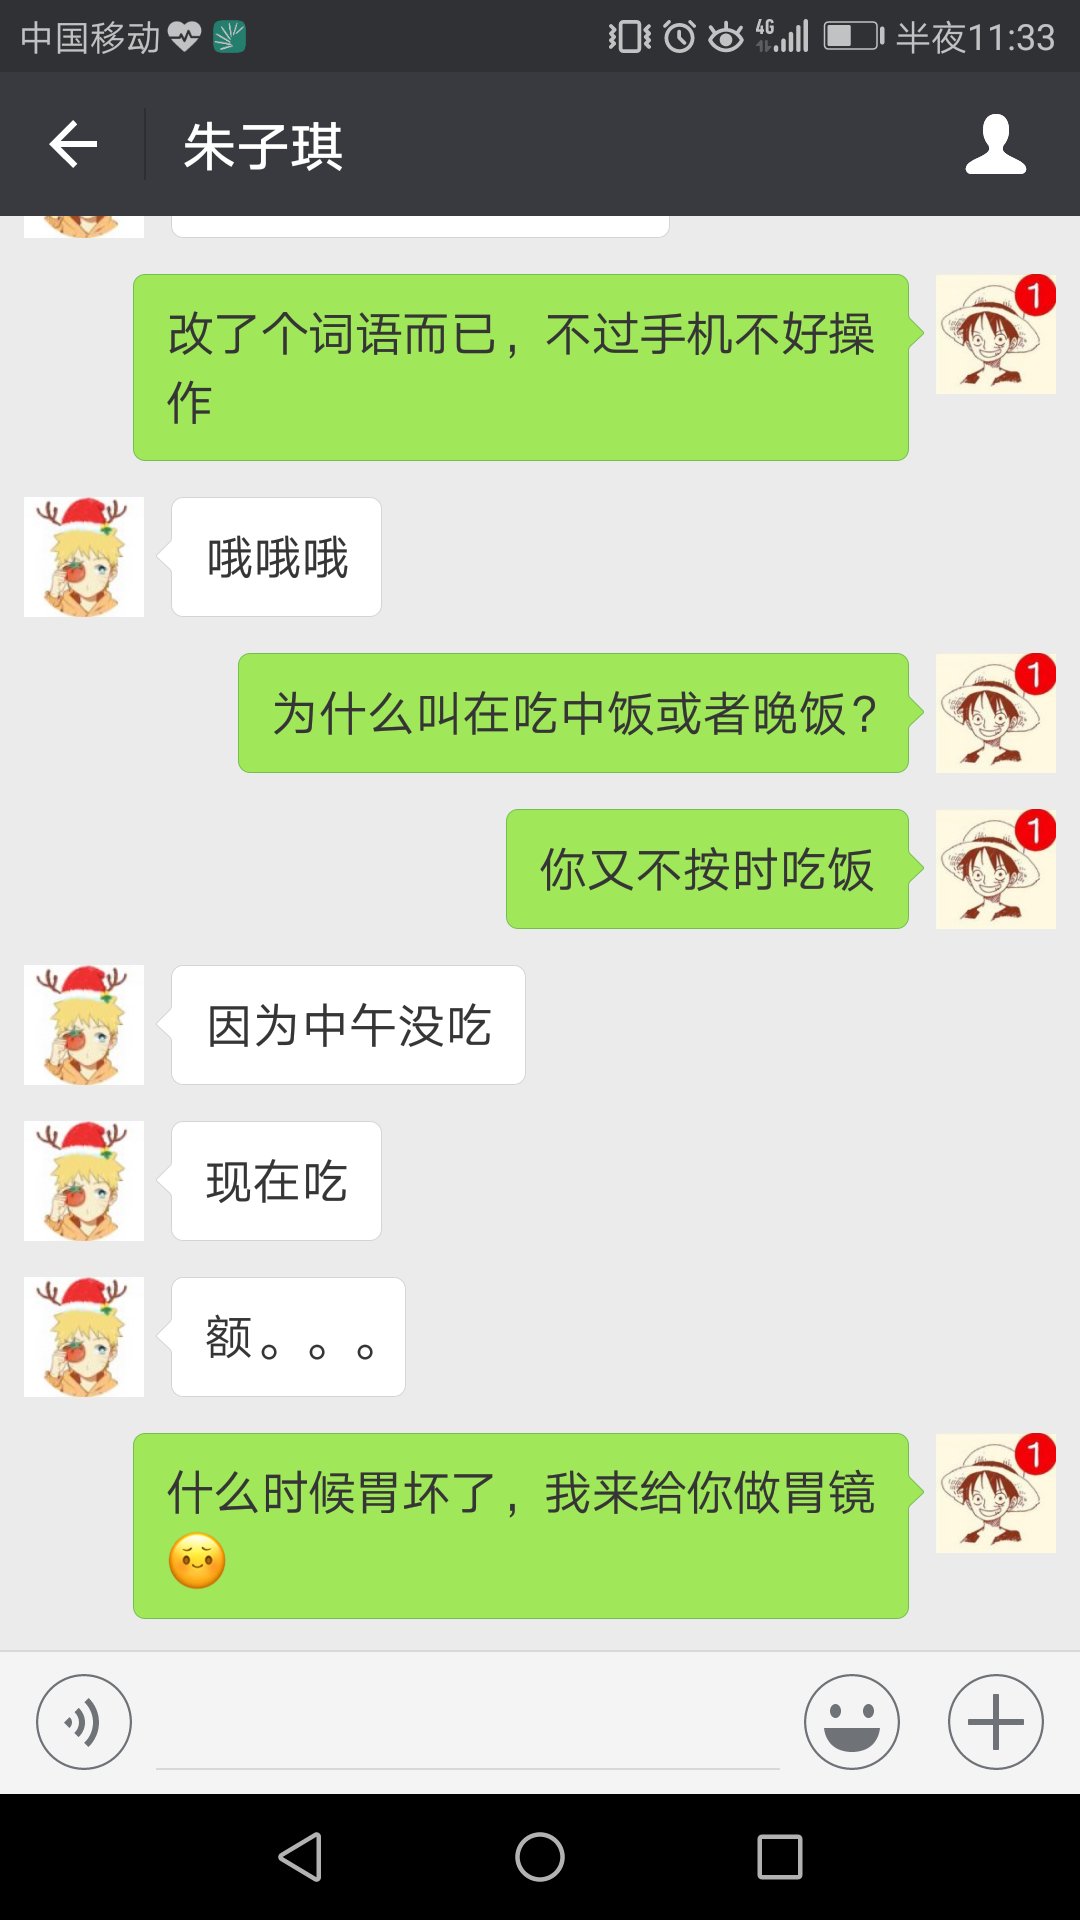 中国移动 4G 半夜11:33
朱子琪
改了个词语而已，不过手机不好操
作
1
哦哦哦
为什么叫在吃中饭或者晚饭？
1
你又不按时吃饭
1
因为中午没吃
现在吃
额。。。
什么时候胃坏了，我来给你做胃镜
1